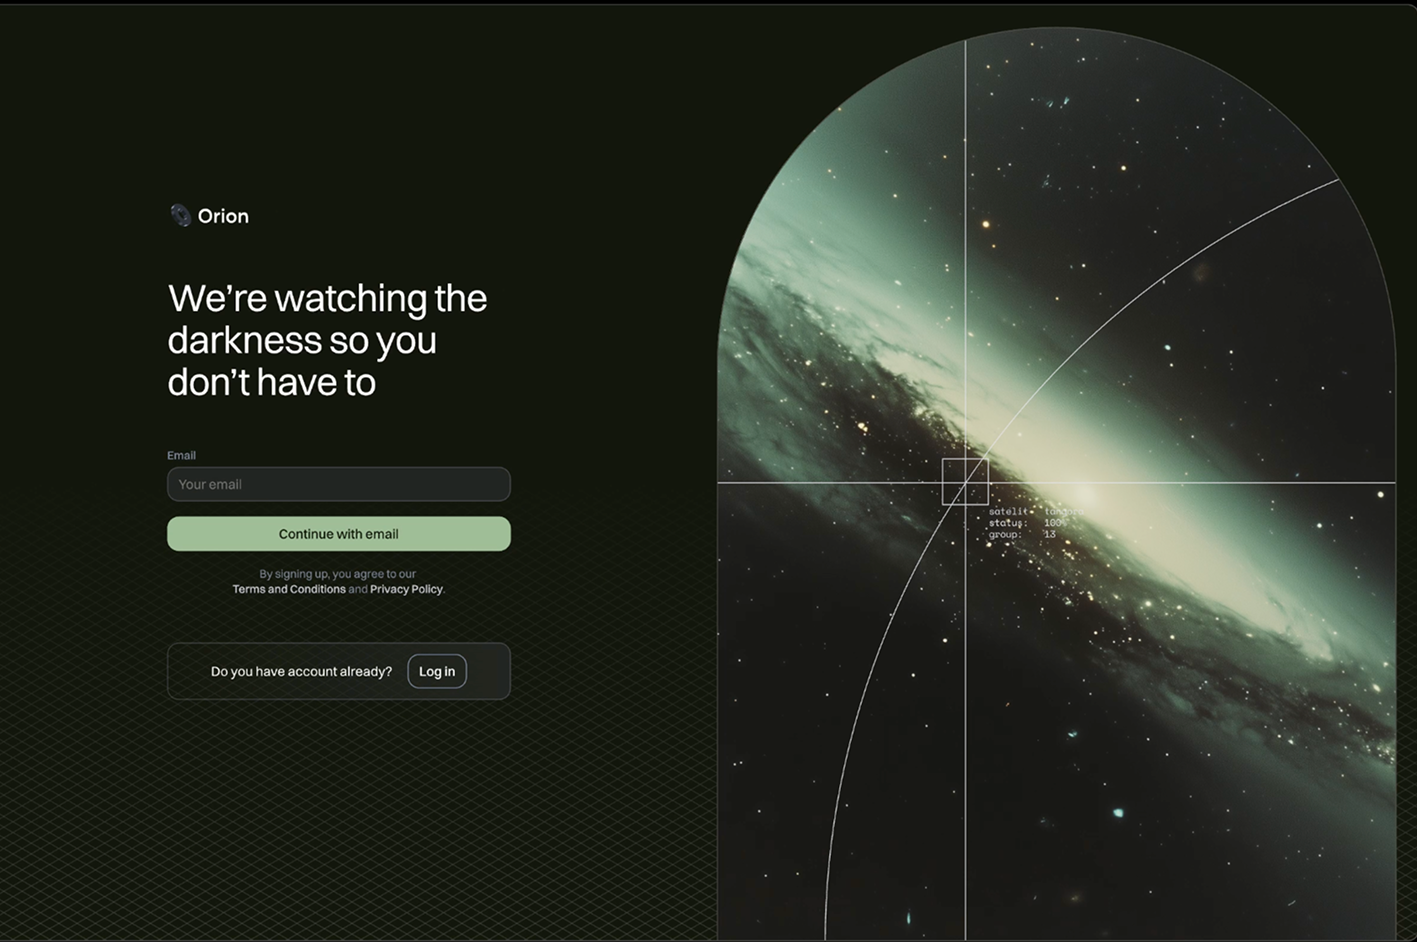 Orion
We're watching the
darkness so you
don't have to
Email
Your email
Continue with email
By signing up, you agree to our
Terms and Conditions and Privacy Policy.
Do you have account already? Log in
status: 100%
group: 13